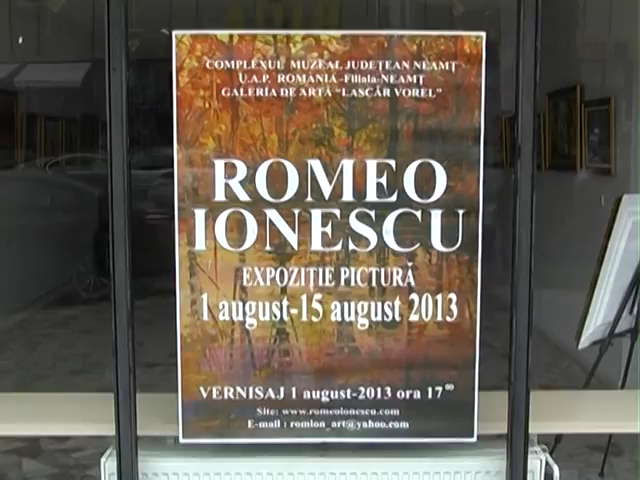 COMPLEXUL MUZEAL JUDEȚEAN NEAMȚ
U.A.P. ROMÂNIA-Filiala-NEAMȚ
GALERIA DE ARTĂ "LASCĂR VOREL"
ROMEO
IONESCU
EXPOZIȚIE PICTURĂ
1 august-15 august 2013
VERNISAJ 1 august-2013 ora 17⁰⁰
Site: www.romeoionescu.com
E-mail : romion_art@yahoo.com